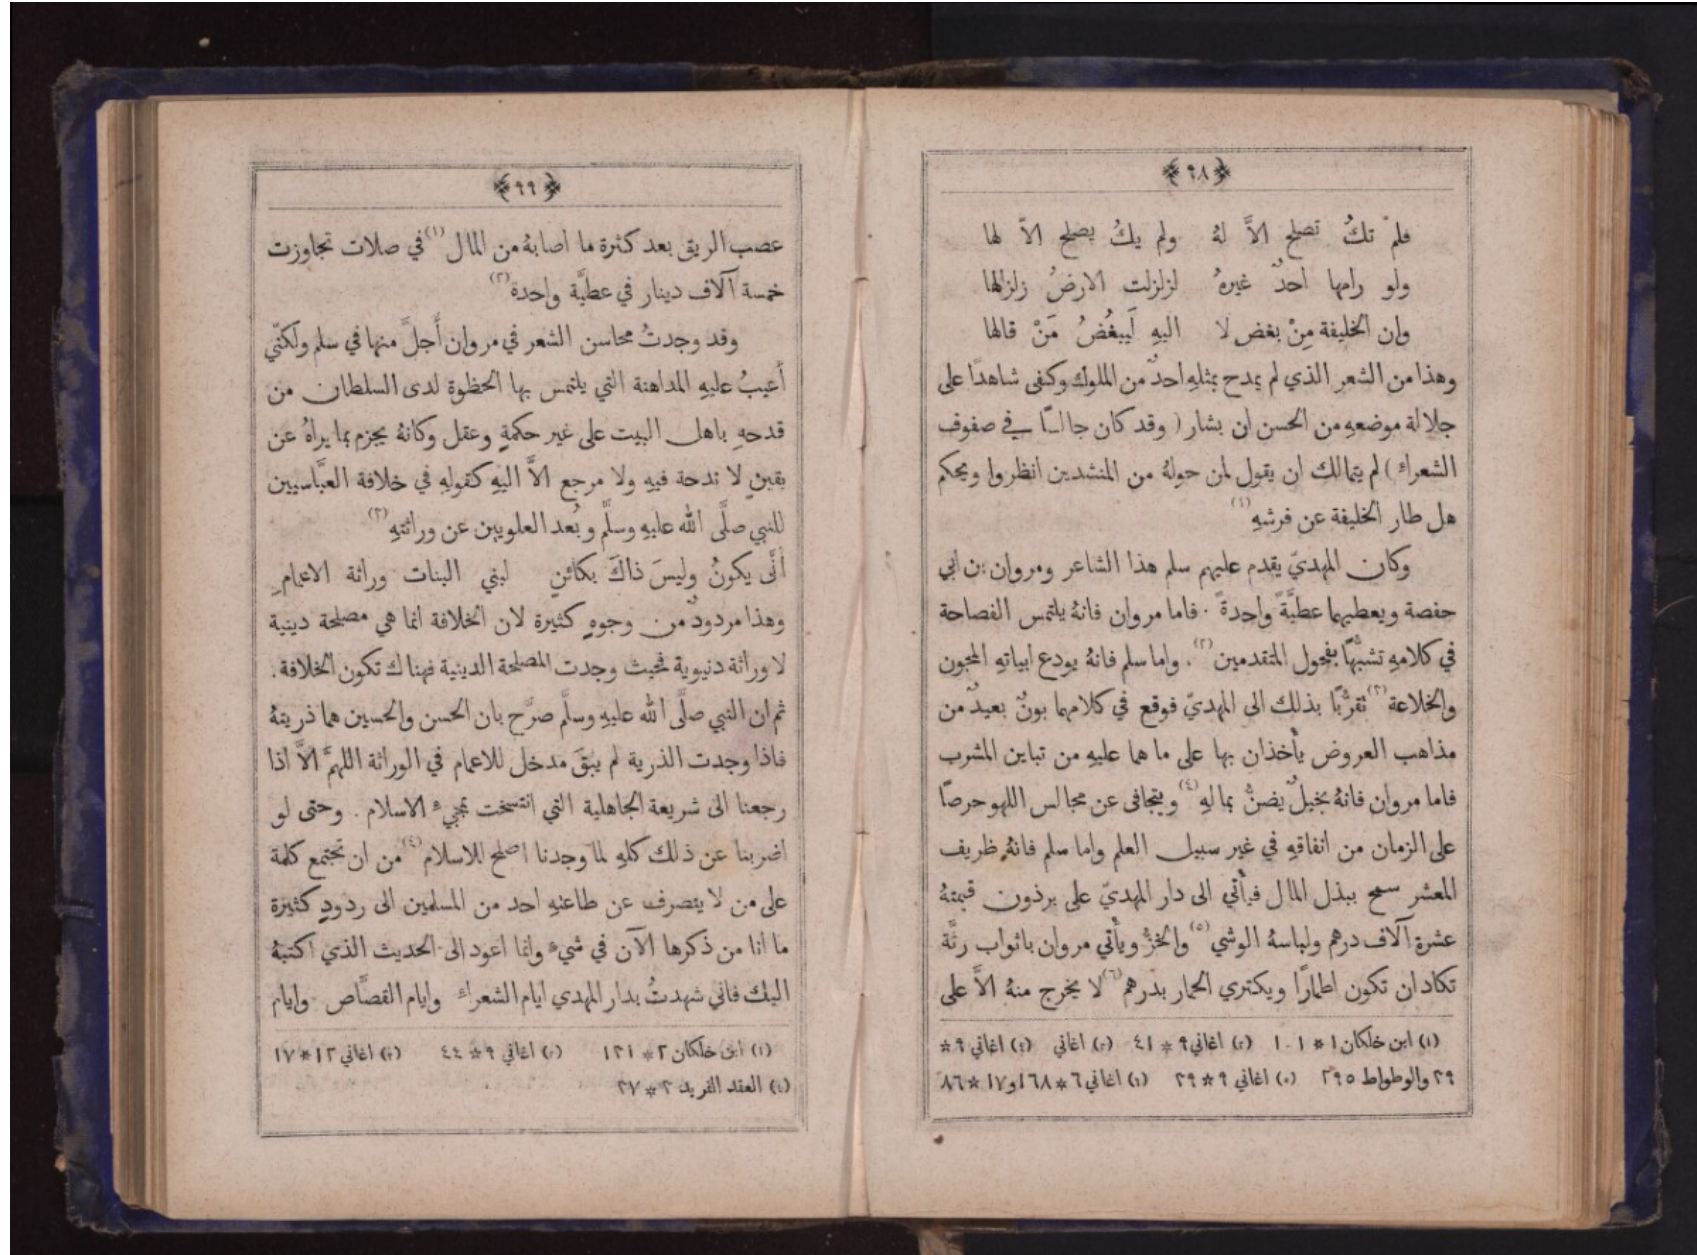 ﴿٩٨﴾
فلم تكُ تصلح الاَّ لهُ ولم يكُ يصلح الاّ لها
ولو رامها احدٌ غيرهُ لزلزلت الارضُ زلزالها
وان الخليفة مِنْ بغض لا اليهِ لَيبغُضُ مَنْ قالها
وهذا من الشعر الذي لم يمدح بمثلهِ احدٌ من الملوك وكفى شاهدًا على
جلالة موضعهِ من الحسن ان بشار ( وقد كان جالسًا في صفوف
الشعراء ) لم يتمالك ان يقول لمن حولهُ من المنشدين انظروا ويحكم
هل طار الخليفة عن فرشهِ (١)
وكان المهديّ يقدم عليهم سلم هذا الشاعر ومروان بن ابي
حفصة ويعطيهما عطيَّةً واحدةً . فاما مروان فانهُ يلتمس الفصاحة
في كلامهِ تشبُّهًا بفحول المتقدمين (٢). واما سلم فانهُ يودع ابياتهِ المجون
والخلاعة (٣) تقرُّبًا بذلك الى المهديّ فوقع في كلامهما بونٌ بعيدٌ من
مذاهب العروض يأخذان بها على ما هما عليهِ من تباين المشرب
فاما مروان فانهُ بخيلٌ يضنُّ بمالهِ (٤) ويتجافى عن مجالس اللهو حرصًا
على الزمان من انفاقهِ في غير سبيل العلم واما سلم فانهُ ظريف
المعشر سمح ببذل المال فيأتي الى دار المهديّ على برذون قيمتهُ
عشرة آلاف درهم ولباسهُ الوشي (٥) والخزُّ ويأتي مروان باثواب رثَّة
تكاد ان تكون اطمارًا ويكتري الحمار بدرهم (٦) لا يخرج منهُ الاَّ على
(١) ابن خلكان ١*١٠١ (٢) اغاني ٩*٤١ (٣) اغاني (٤) اغاني ٩*
٣٩ والوطواط ٢٩٥ (٥) اغاني ٩*٣٩ (٦) اغاني ٦*١٦٨ و١٧*٨٦
﴿٩٩﴾
عصب الريق بعد كثرة ما اصابهُ من المال (١) في صلات تجاوزت
خمسة آلاف دينار في عطيَّة واحدة (٢)
وقد وجدتُ محاسن الشعر في مروان أَجلَّ منها في سلم ولكنّي
أَعيبُ عليهِ المداهنة التي يلتمس بها الحظوة لدى السلطان من
قدحهِ باهل البيت على غير حكمةٍ وعقل وكانهُ يجزم بما يراهُ عن
يقينٍ لا ندحة فيهِ ولا مرجع الاَّ اليهِ كقولهِ في خلافة العبَّاسيين
للنبي صلَّى الله عليهِ وسلَّم وبُعد العلويين عن وراثتهِ (٣)
أنَّى يكونُ وليسَ ذاكَ بكائنٍ لبني البنات وراثة الاعمامِ
وهذا مردودٌ من وجوهٍ كثيرة لان الخلافة انما هي مصلحة دينية
لا وراثة دنيوية فحيث وجدت المصلحة الدينية فهناك تكون الخلافة.
ثم ان النبي صلَّى الله عليهِ وسلَّم صرَّح بان الحسن والحسين هما ذريتهُ
فاذا وجدت الذرية لم يبقَ مدخل للاعمام في الوراثة اللهمَّ الاَّ اذا
رجعنا الى شريعة الجاهلية التي انتسخت بمجيء الاسلام . وحتى لو
اضربنا عن ذلك كلهِ لما وجدنا اصلح للاسلام (٤) من ان تجتمع كلمة
على من لا ينصرف عن طاعتهِ احد من المسلمين الى ردودٍ كثيرة
ما انا من ذكرها الآن في شيءٍ وانما اعود الى الحديث الذي اكتبهُ
اليك فاني شهدتُ بدار المهدي ايام الشعراء وايام القصَّاص وايام
(١) ابن خلكان ٢*١٣١ (٢) اغاني ٩*٤٤ (٣) اغاني ١٢*١٧
(٤) العقد الفريد ٢*٢٧